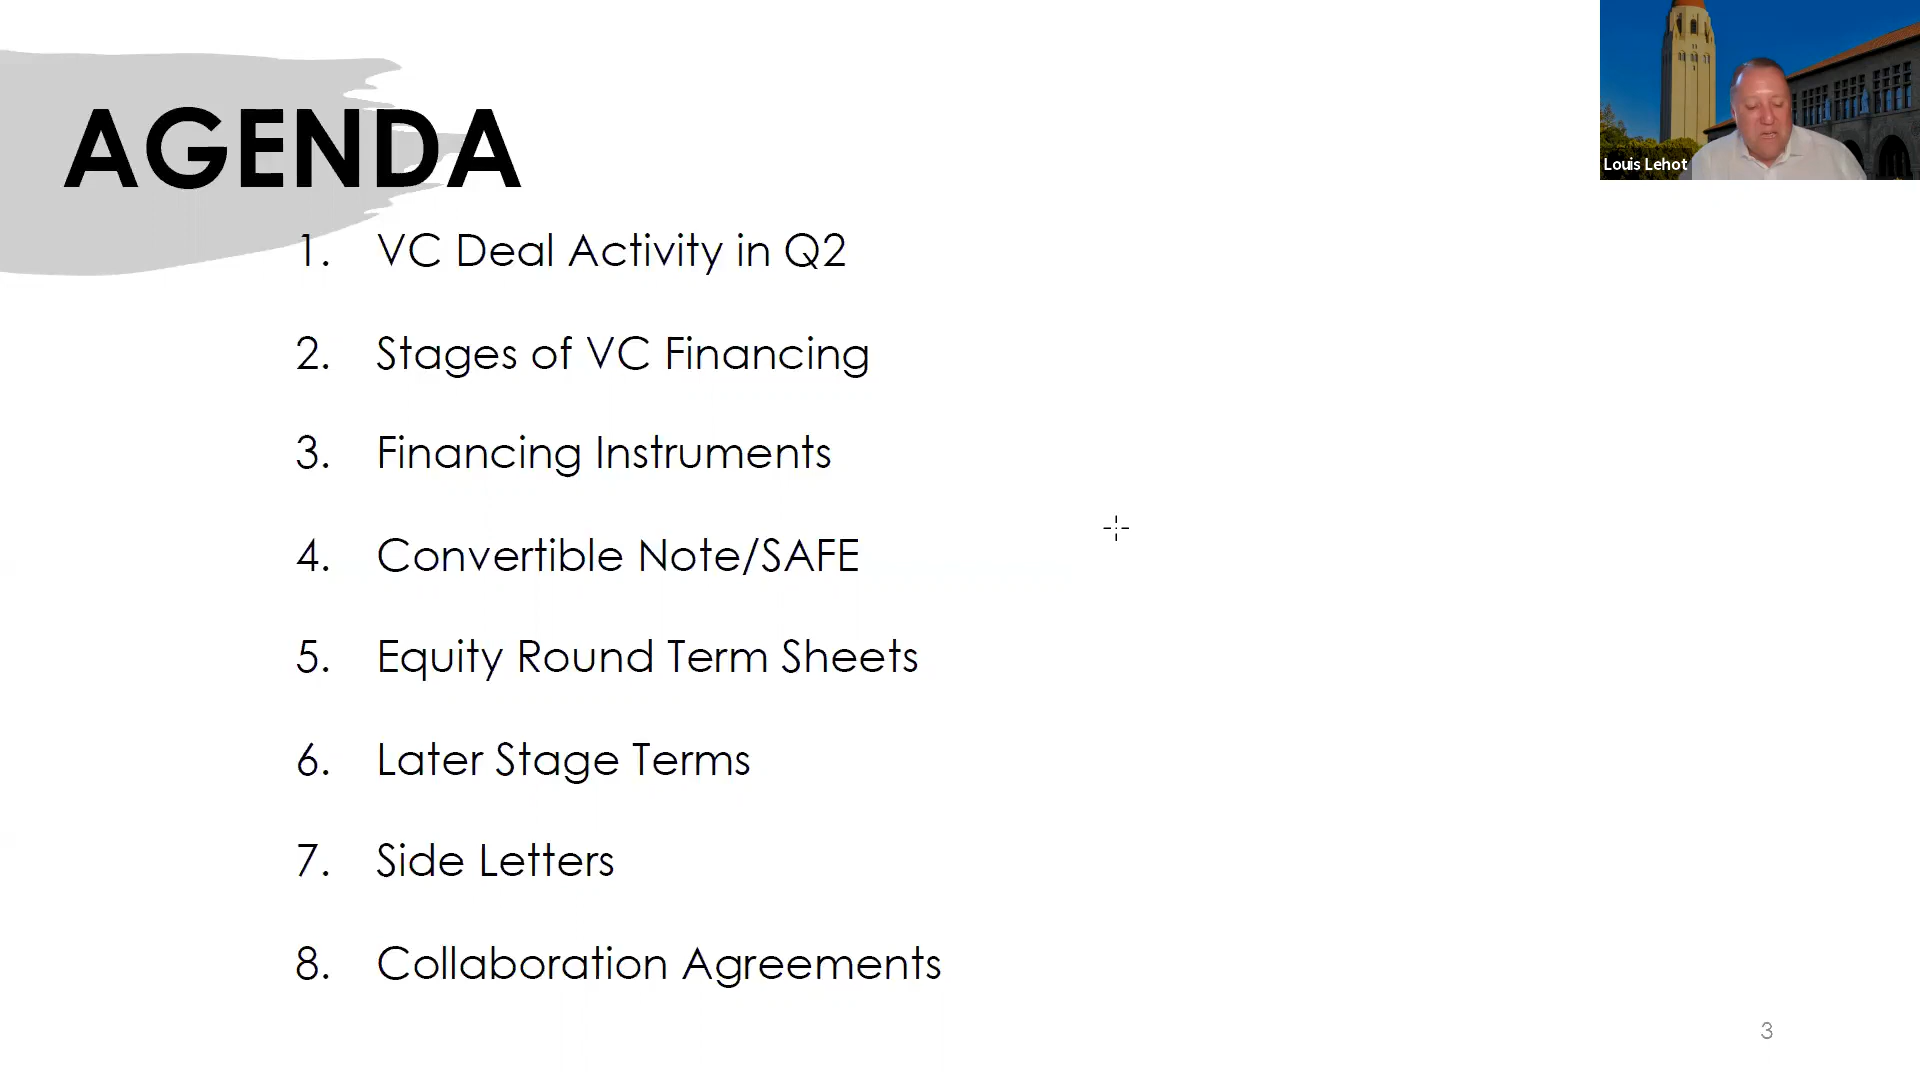 AGENDA
1. VC Deal Activity in Q2
2. Stages of VC Financing
3. Financing Instruments
4. Convertible Note/SAFE
5. Equity Round Term Sheets
6. Later Stage Terms
7. Side Letters
8. Collaboration Agreements
Louis Lehot
3